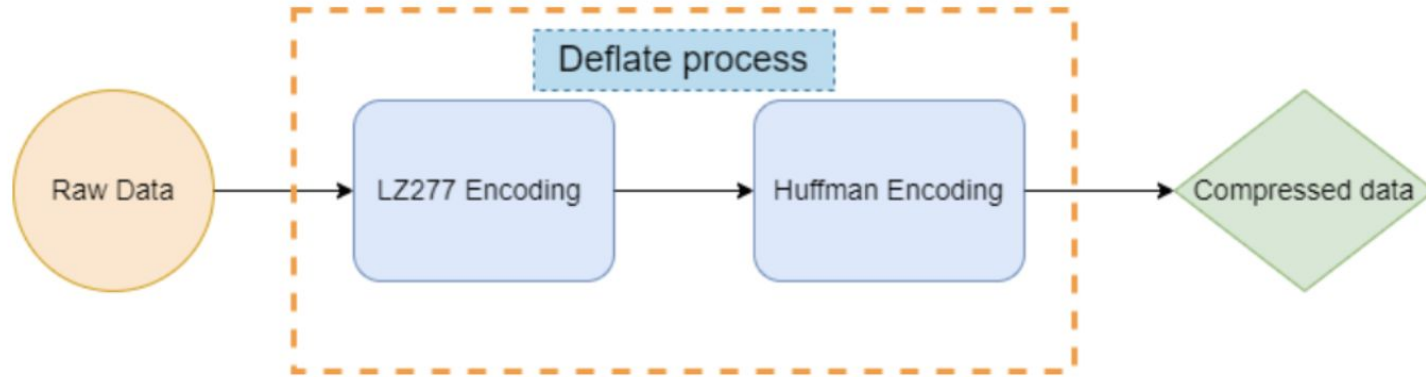 Deflate process
Raw Data
LZ277 Encoding
Huffman Encoding
Compressed data